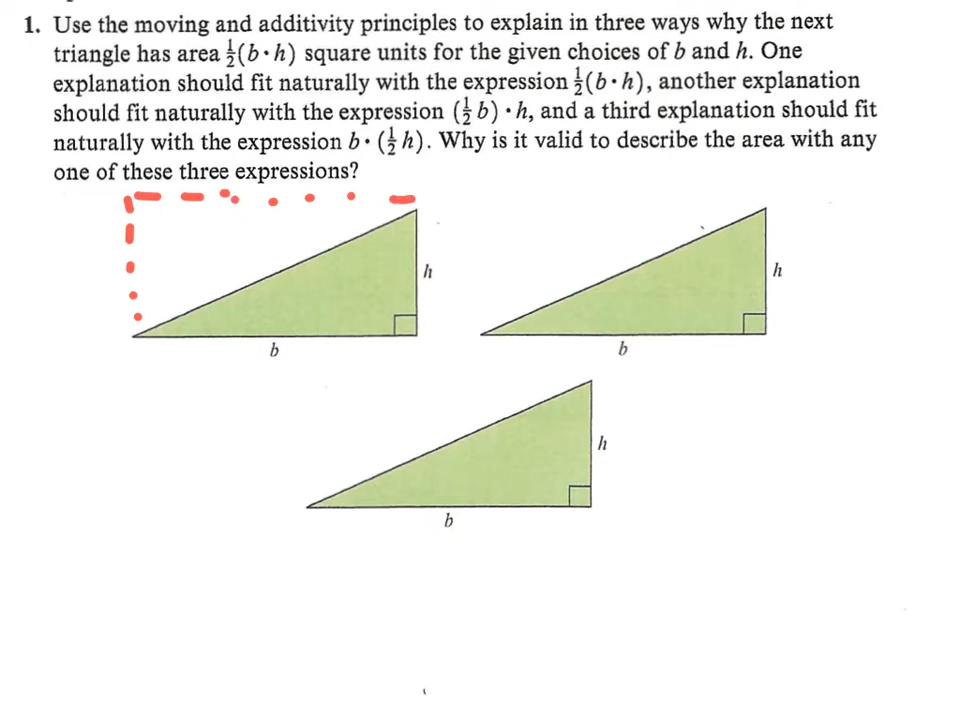 1. Use the moving and additivity principles to explain in three ways why the next
triangle has area ½(b·h) square units for the given choices of b and h. One
explanation should fit naturally with the expression ½(b·h), another explanation
should fit naturally with the expression (½ b)·h, and a third explanation should fit
naturally with the expression b·(½ h). Why is it valid to describe the area with any
one of these three expressions?
h
b
h
b
h
b